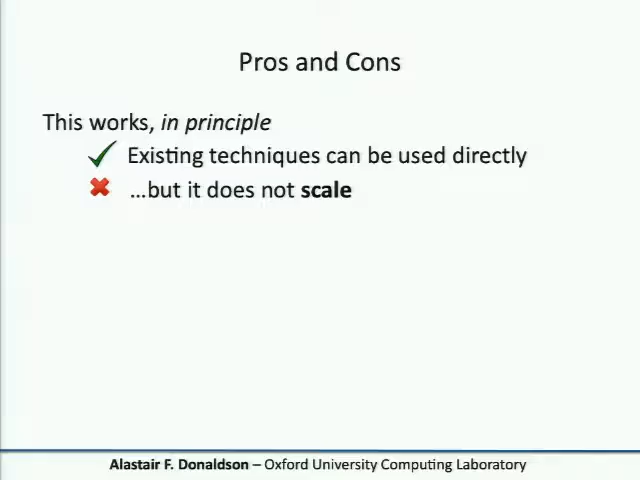 Pros and Cons
This works, in principle
Existing techniques can be used directly
…but it does not scale
Alastair F. Donaldson – Oxford University Computing Laboratory